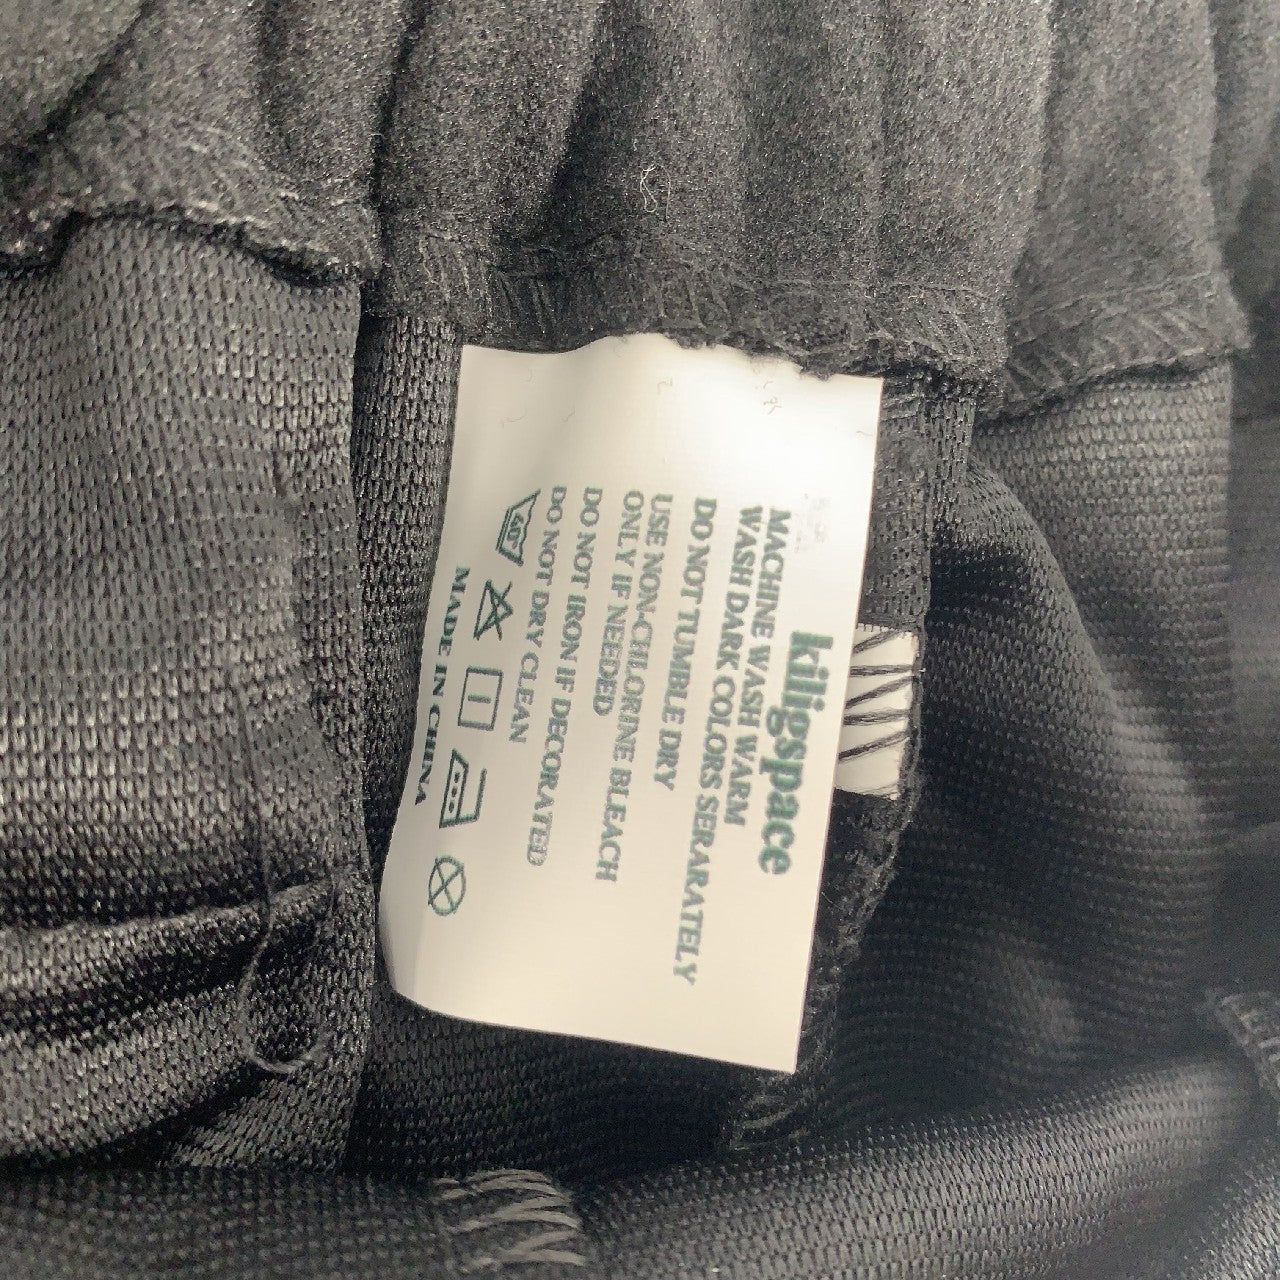 kiligspace
MACHINE WASH WARM
WASH DARK COLORS SERARATELY
DO NOT TUMBLE DRY
USE NON-CHLORINE BLEACH
ONLY IF NEEDED
DO NOT IRON IF DECORATED
DO NOT DRY CLEAN
40°
MADE IN CHINA